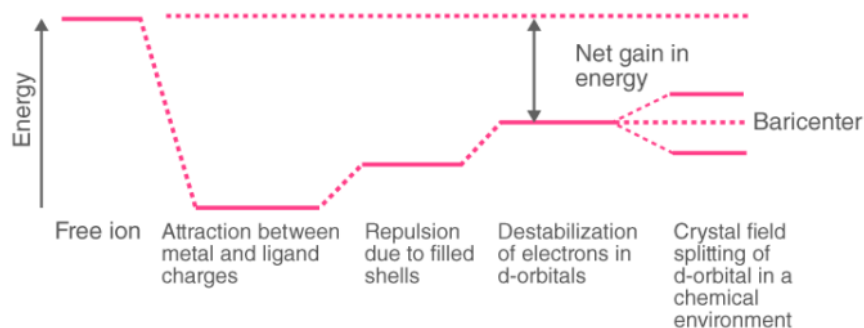 Energy
Net gain in
energy
Baricenter
Free ion
Attraction between
metal and ligand
charges
Repulsion
due to filled
shells
Destabilization
of electrons in
d-orbitals
Crystal field
splitting of
d-orbital in a
chemical
environment